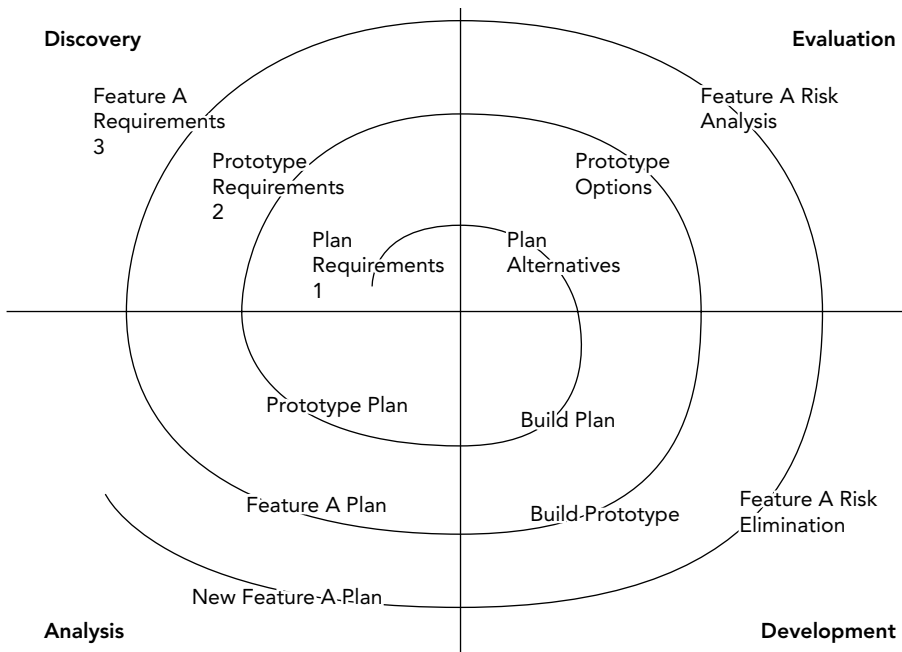 Discovery
Evaluation
Feature A
Requirements
3
Feature A Risk
Analysis
Prototype
Requirements
2
Prototype
Options
Plan
Requirements
1
Plan
Alternatives
Prototype Plan
Build Plan
Feature A Plan
Build Prototype
Feature A Risk
Elimination
New Feature A Plan
Analysis
Development